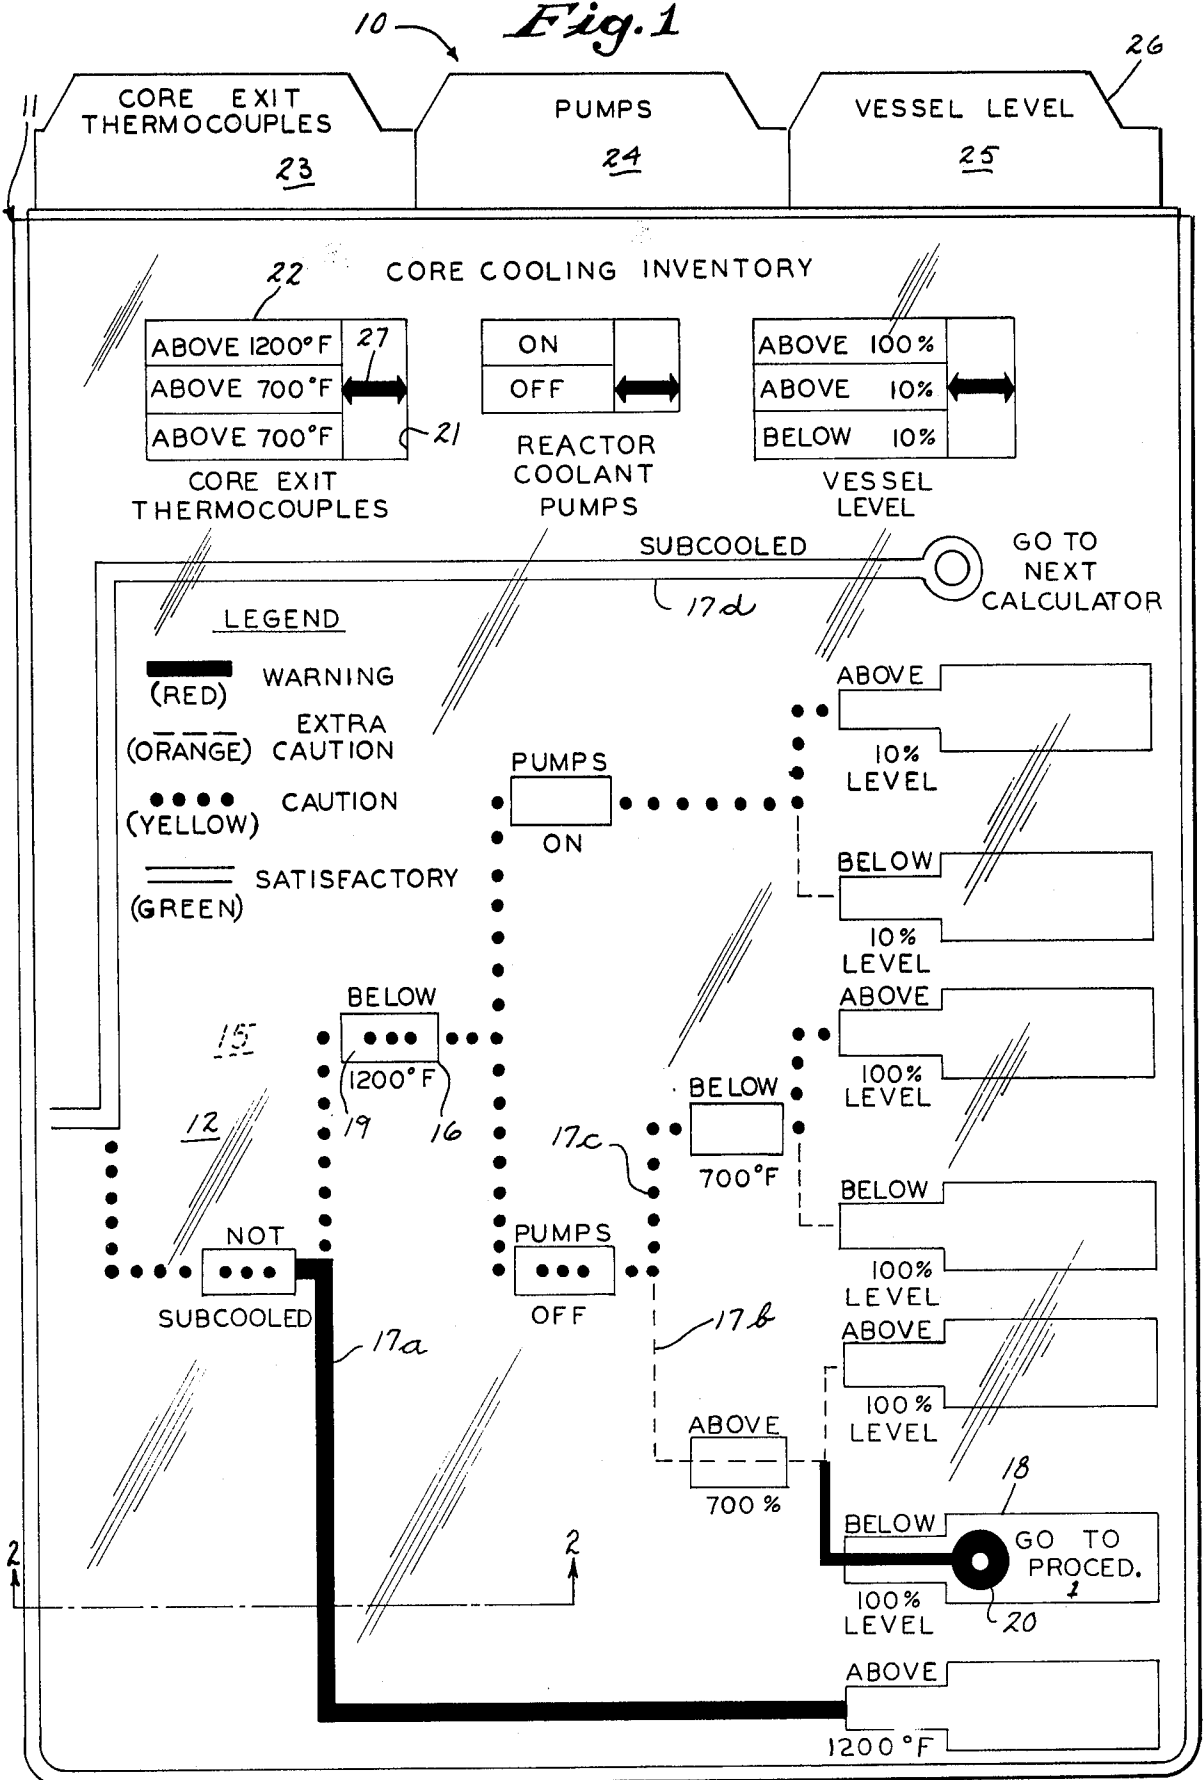 Fig. 1
10
26
11
CORE EXIT
THERMOCOUPLES
23
PUMPS
24
VESSEL LEVEL
25
CORE COOLING INVENTORY
22
ABOVE 1200°F
ABOVE 700°F
ABOVE 700°F
27
21
CORE EXIT
THERMOCOUPLES
ON
OFF
REACTOR
COOLANT
PUMPS
ABOVE 100%
ABOVE 10%
BELOW 10%
VESSEL
LEVEL
SUBCOOLED
17d
GO TO
NEXT
CALCULATOR
LEGEND
(RED) WARNING
(ORANGE) EXTRA
CAUTION
(YELLOW) CAUTION
(GREEN) SATISFACTORY
PUMPS
ON
ABOVE
10%
LEVEL
BELOW
10%
LEVEL
BELOW
1200°F
19
16
15
12
ABOVE
100%
LEVEL
BELOW
700°F
17c
BELOW
100%
LEVEL
NOT
SUBCOOLED
17a
PUMPS
OFF
17b
ABOVE
100%
LEVEL
ABOVE
700%
18
BELOW
100%
LEVEL
GO TO
PROCED.
1
20
2
2
ABOVE
1200°F